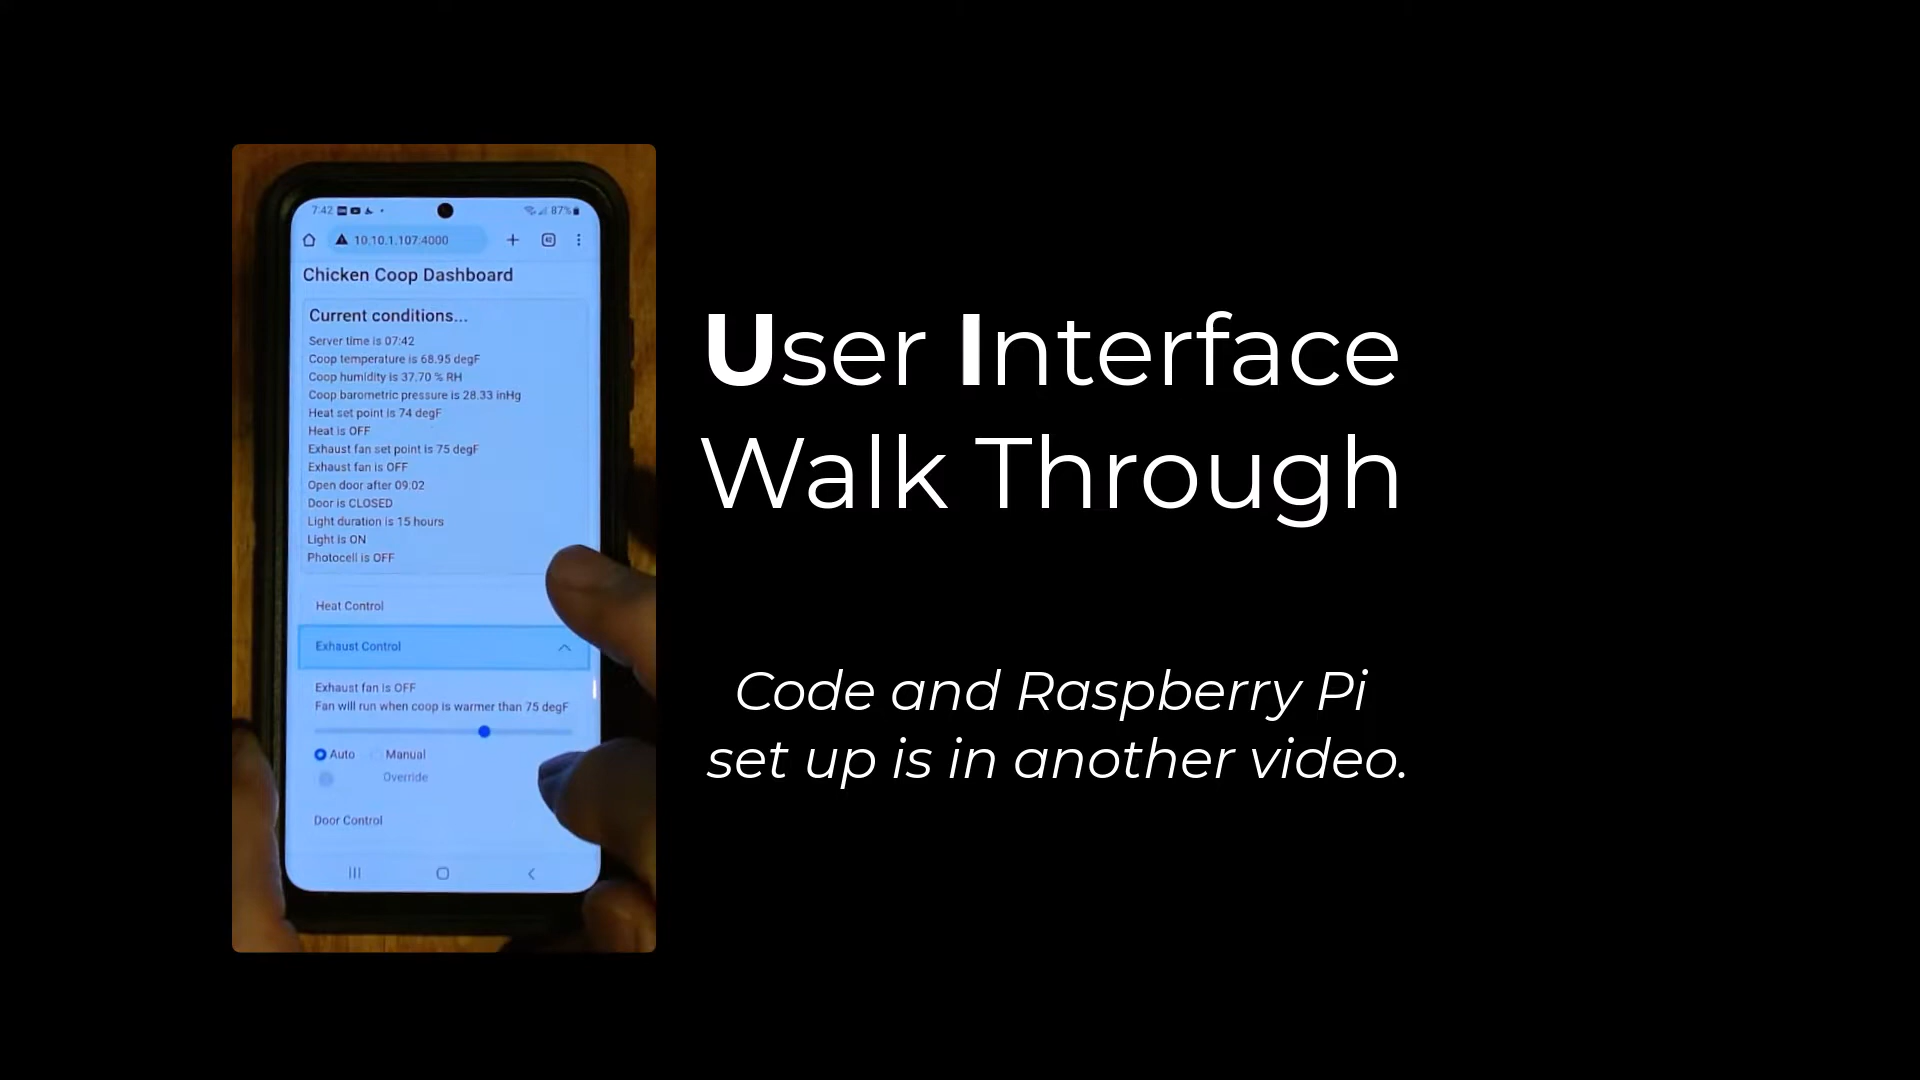 7:42
87%
10.10.1.107:4000
Chicken Coop Dashboard
Current conditions...
Server time is 07:42
Coop temperature is 68.95 degF
Coop humidity is 37.70 % RH
Coop barometric pressure is 28.33 inHg
Heat set point is 74 degF
Heat is OFF
Exhaust fan set point is 75 degF
Exhaust fan is OFF
Open door after 09:02
Door is CLOSED
Light duration is 15 hours
Light is ON
Photocell is OFF
Heat Control
Exhaust Control
Exhaust fan is OFF
Fan will run when coop is warmer than 75 degF
Auto Manual
Override
Door Control
User Interface
Walk Through
Code and Raspberry Pi
set up is in another video.